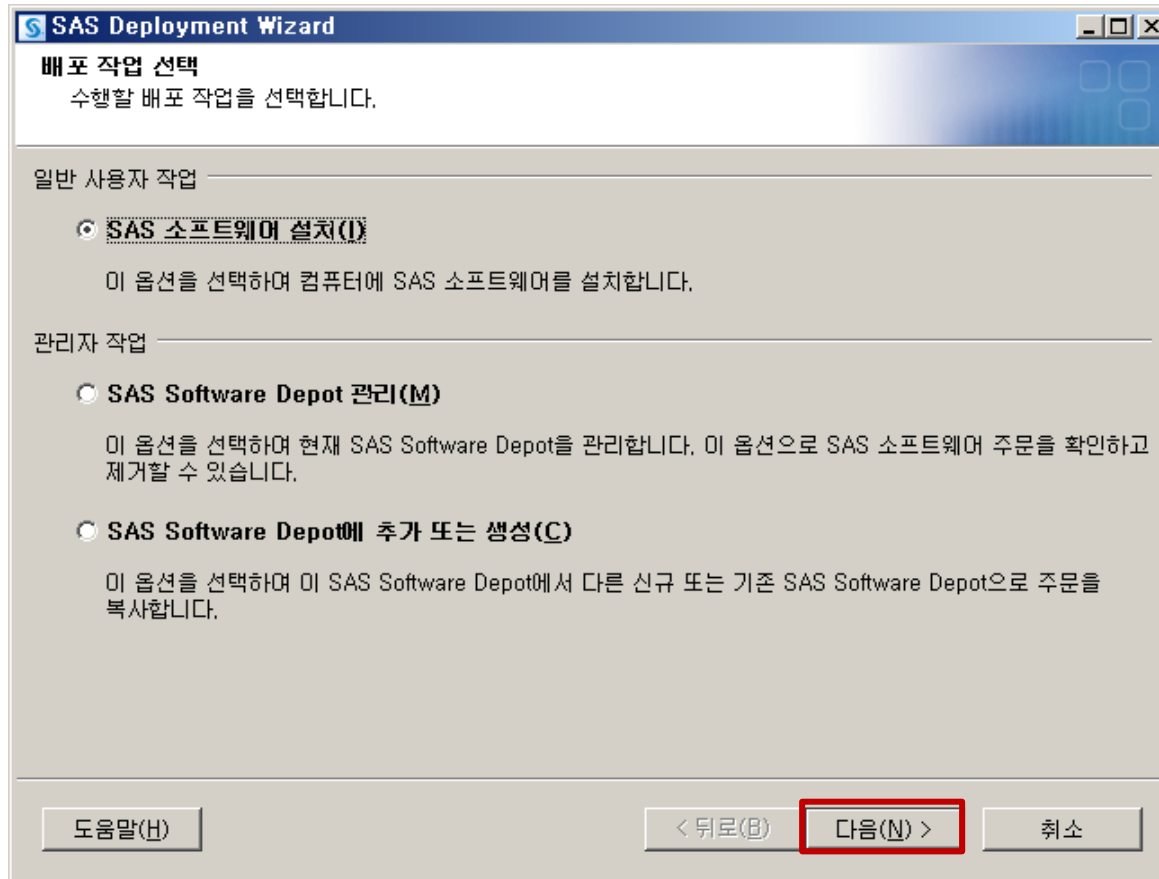 SAS Deployment Wizard
배포 작업 선택
수행할 배포 작업을 선택합니다.
일반 사용자 작업
SAS 소프트웨어 설치(I)
이 옵션을 선택하여 컴퓨터에 SAS 소프트웨어를 설치합니다.
관리자 작업
SAS Software Depot 관리(M)
이 옵션을 선택하여 현재 SAS Software Depot을 관리합니다. 이 옵션으로 SAS 소프트웨어 주문을 확인하고
제거할 수 있습니다.
SAS Software Depot에 추가 또는 생성(C)
이 옵션을 선택하여 이 SAS Software Depot에서 다른 신규 또는 기존 SAS Software Depot으로 주문을
복사합니다.
도움말(H) < 뒤로(B) 다음(N) > 취소